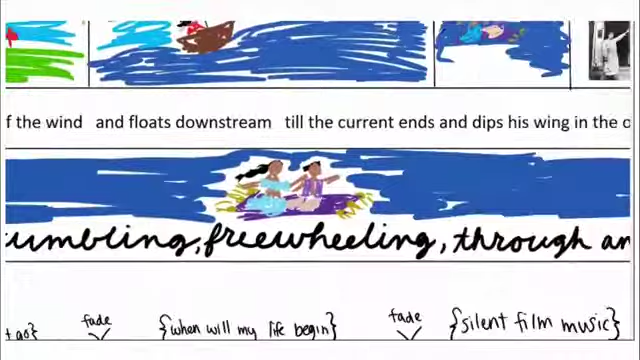 f the wind and floats downstream till the current ends and dips his wing in the o
umbling, freewheeling, through an
fade fade
t go} {when will my life begin} {silent film music}